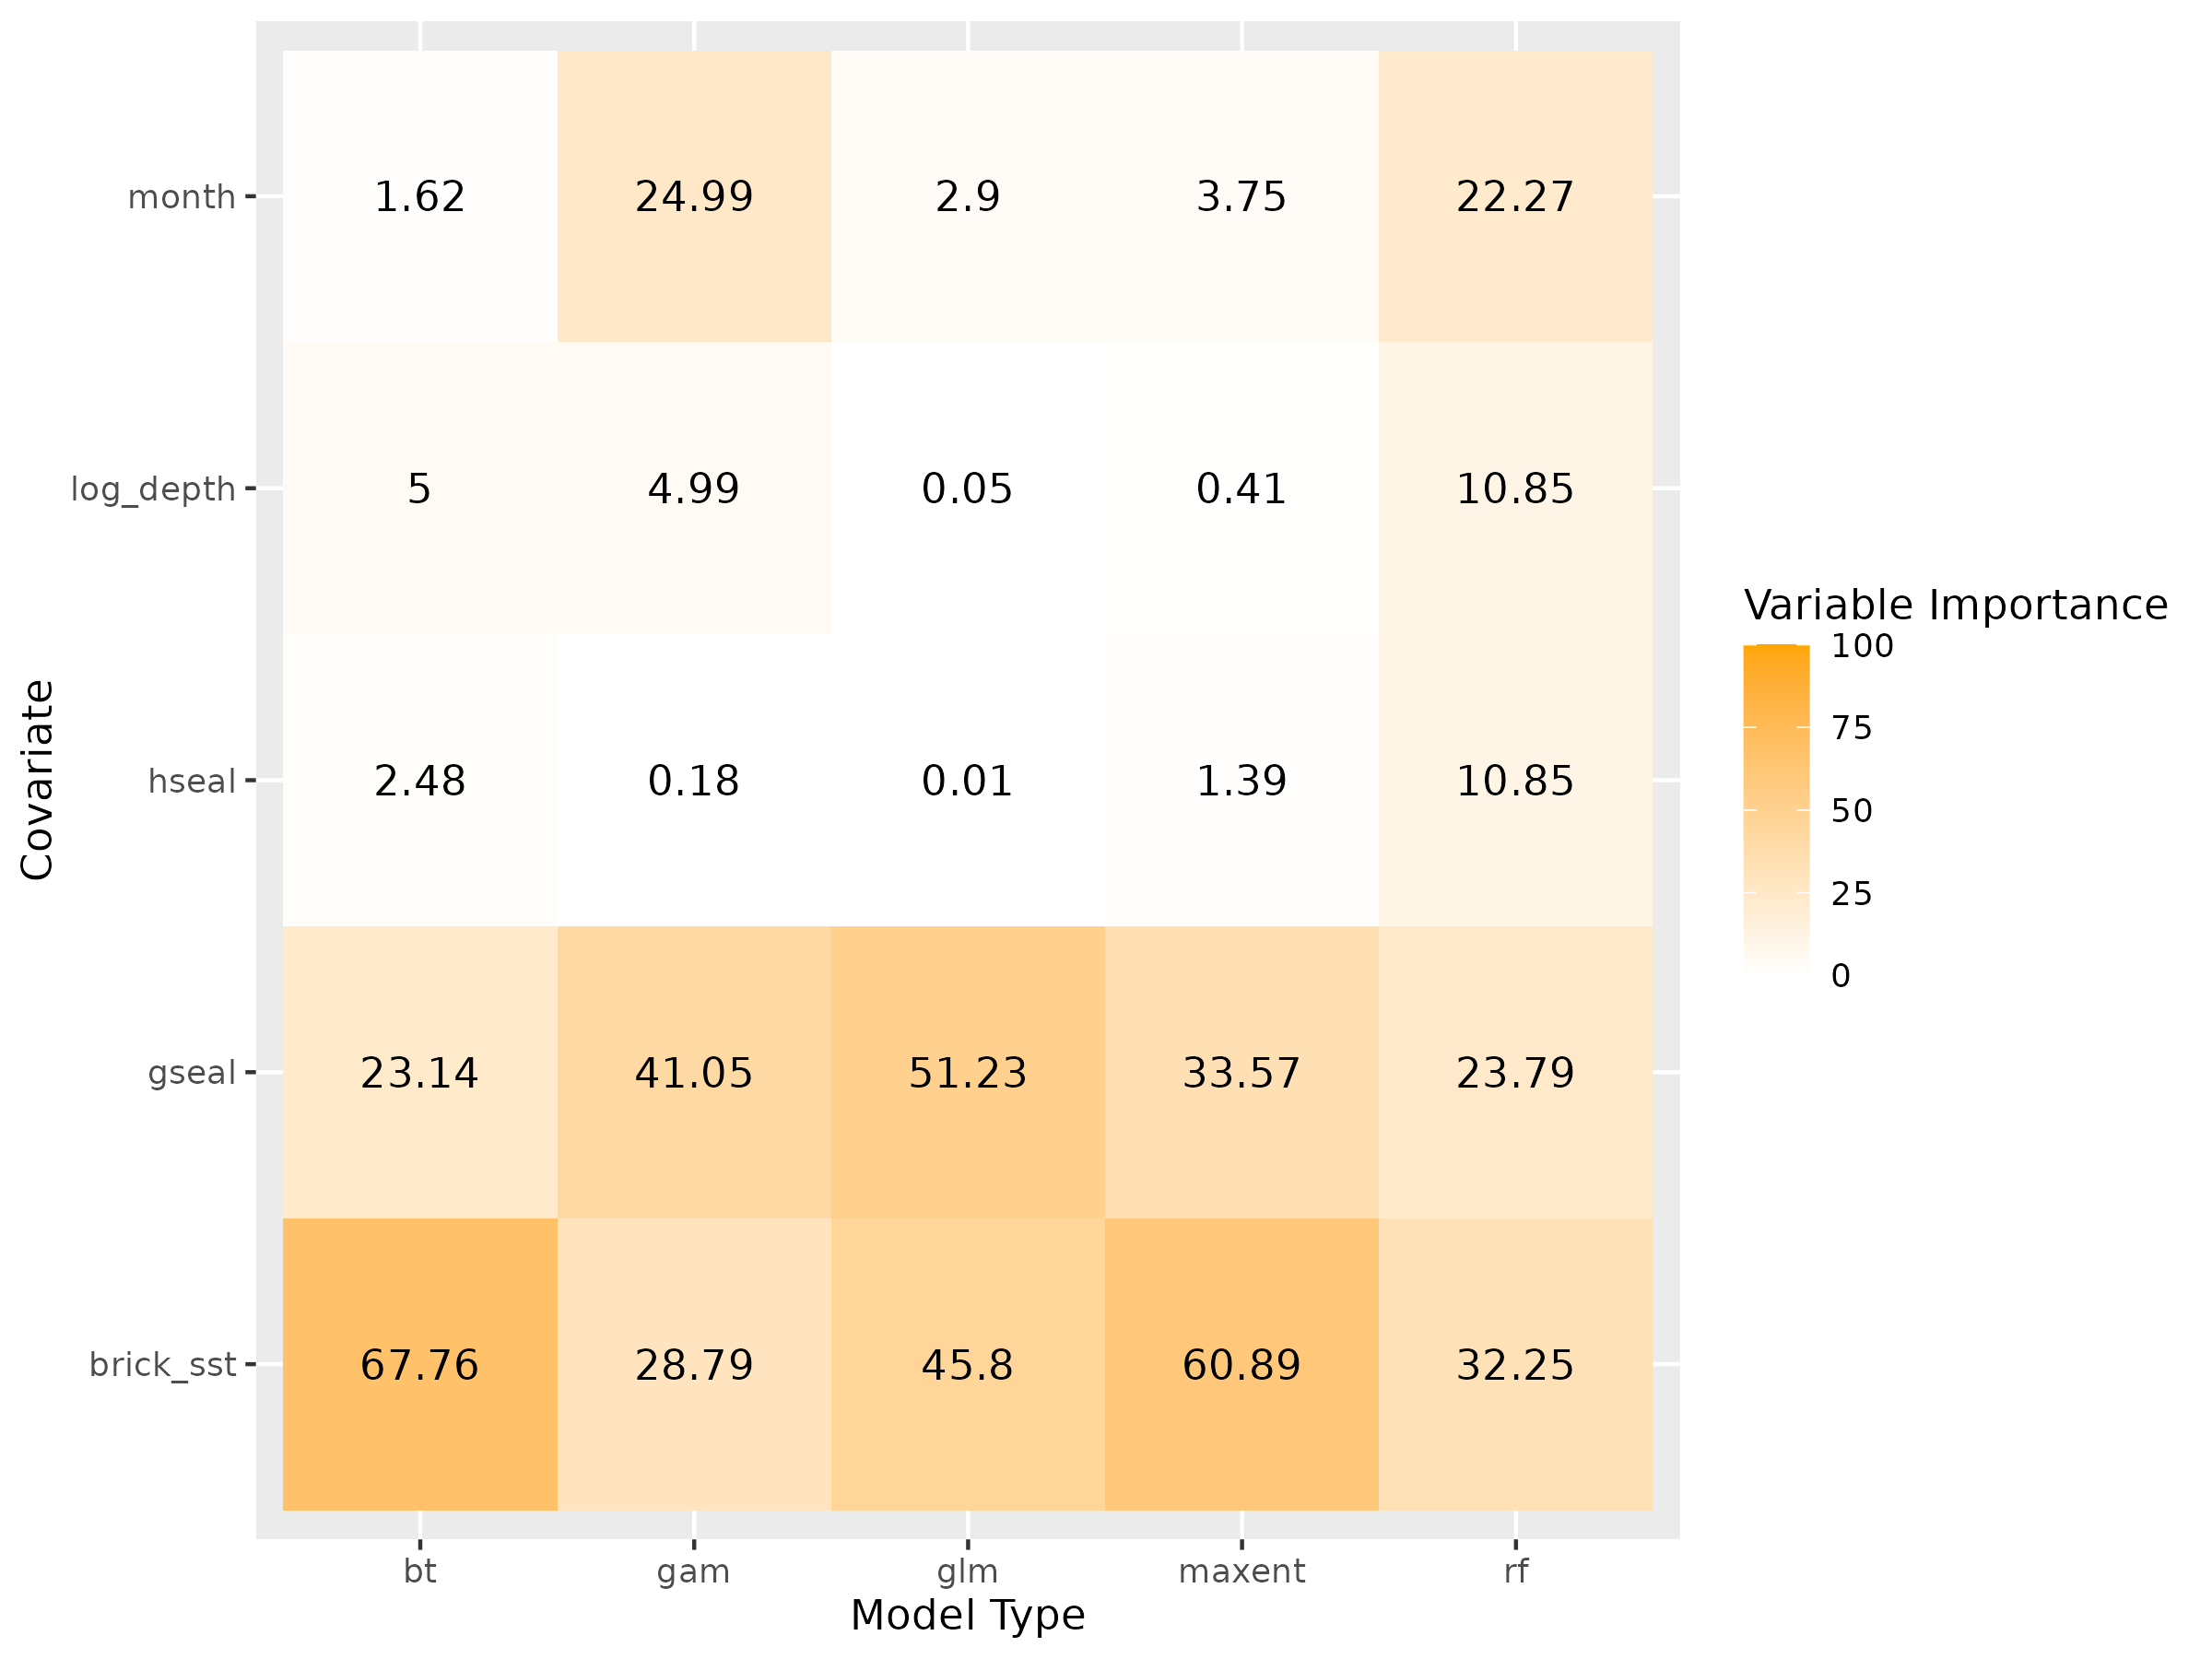 month
1.62
24.99
2.9
3.75
22.27
log_depth
5
4.99
0.05
0.41
10.85
hseal
2.48
0.18
0.01
1.39
10.85
gseal
23.14
41.05
51.23
33.57
23.79
brick_sst
67.76
28.79
45.8
60.89
32.25
bt
gam
glm
maxent
rf
Model Type
Covariate
Variable Importance
100
75
50
25
0